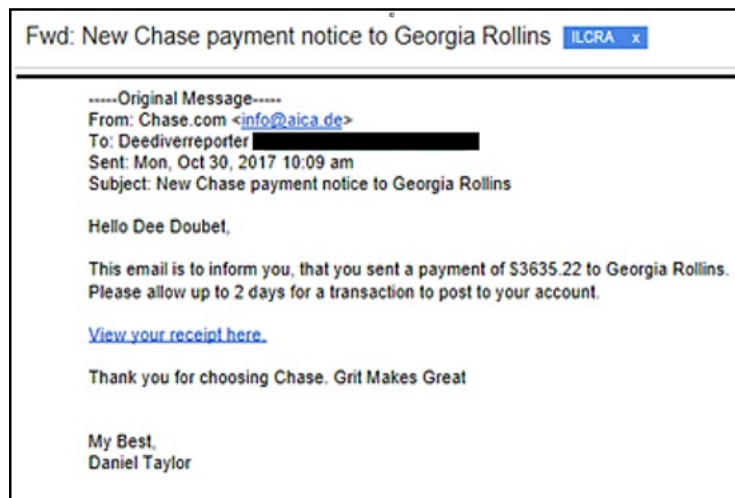 Fwd: New Chase payment notice to Georgia Rollins ILCRA x
-----Original Message-----
From: Chase.com <info@aica.de>
To: Deediverreporter
Sent: Mon, Oct 30, 2017 10:09 am
Subject: New Chase payment notice to Georgia Rollins
Hello Dee Doubet,
This email is to inform you, that you sent a payment of $3635.22 to Georgia Rollins.
Please allow up to 2 days for a transaction to post to your account.
View your receipt here.
Thank you for choosing Chase. Grit Makes Great
My Best,
Daniel Taylor